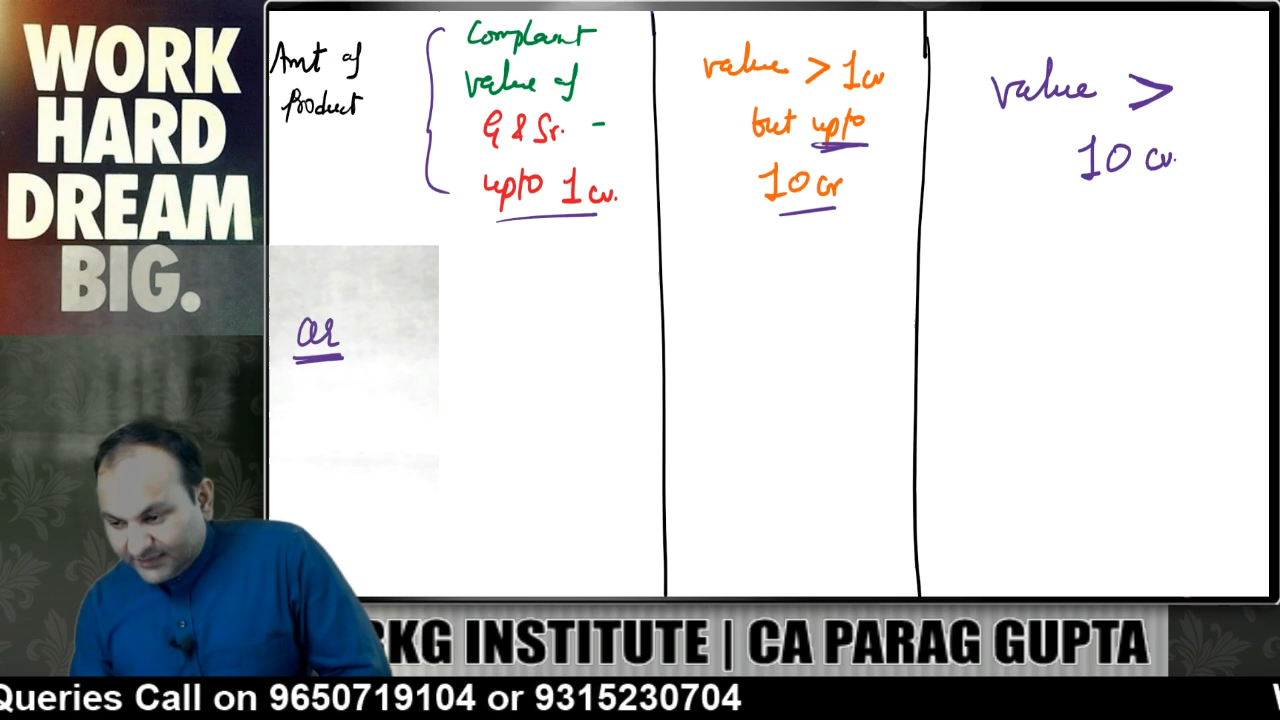 WORK
HARD
DREAM
BIG.
Amt of
Product
Complaint
value of
G & Sr. -
upto 1 cr.
value > 1 cr
but upto
10 cr
value >
10 cr.
or
RKG INSTITUTE | CA PARAG GUPTA
Queries Call on 9650719104 or 9315230704